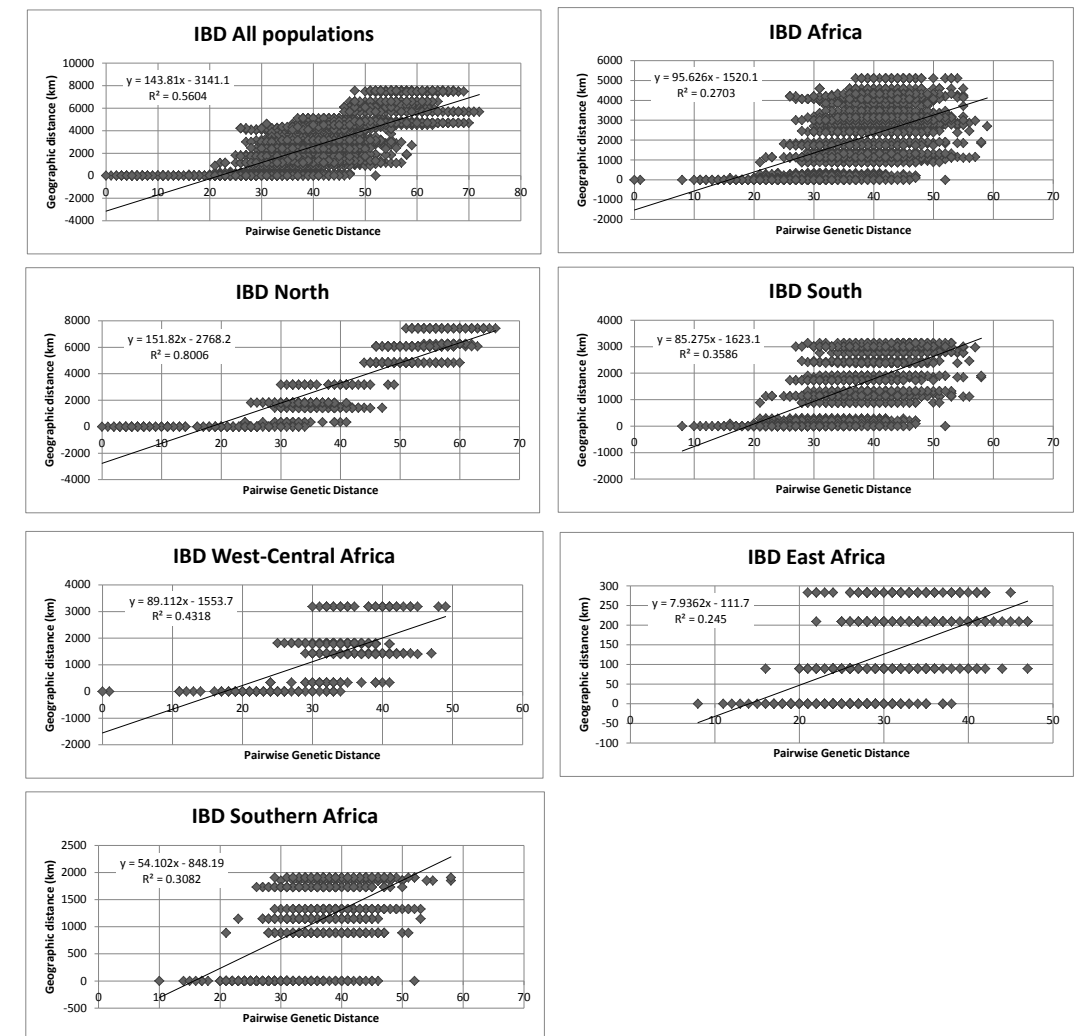 IBD All populations
y = 143.81x - 3141.1
R² = 0.5604
Geographic distance (km)
10000
8000
6000
4000
2000
0
-2000
-4000
0 10 20 30 40 50 60 70 80
Pairwise Genetic Distance
IBD Africa
y = 95.626x - 1520.1
R² = 0.2703
Geographic distance (km)
6000
5000
4000
3000
2000
1000
0
-1000
-2000
0 10 20 30 40 50 60 70
Pairwise Genetic Distance
IBD North
y = 151.82x - 2768.2
R² = 0.8006
Geographic distance (km)
8000
6000
4000
2000
0
-2000
-4000
0 10 20 30 40 50 60 70
Pairwise Genetic Distance
IBD South
y = 85.275x - 1623.1
R² = 0.3586
Geographic distance (km)
4000
3000
2000
1000
0
-1000
-2000
0 10 20 30 40 50 60 70
Pairwise Genetic Distance
IBD West-Central Africa
y = 89.112x - 1553.7
R² = 0.4318
Geographic distance (km)
4000
3000
2000
1000
0
-1000
-2000
0 10 20 30 40 50 60
Pairwise Genetic Distance
IBD East Africa
y = 7.9362x - 111.7
R² = 0.245
Geographic distance (km)
300
250
200
150
100
50
0
-50
-100
0 10 20 30 40 50
Pairwise Genetic Distance
IBD Southern Africa
y = 54.102x - 848.19
R² = 0.3082
Geographic distance (km)
2500
2000
1500
1000
500
0
-500
0 10 20 30 40 50 60 70
Pairwise Genetic Distance